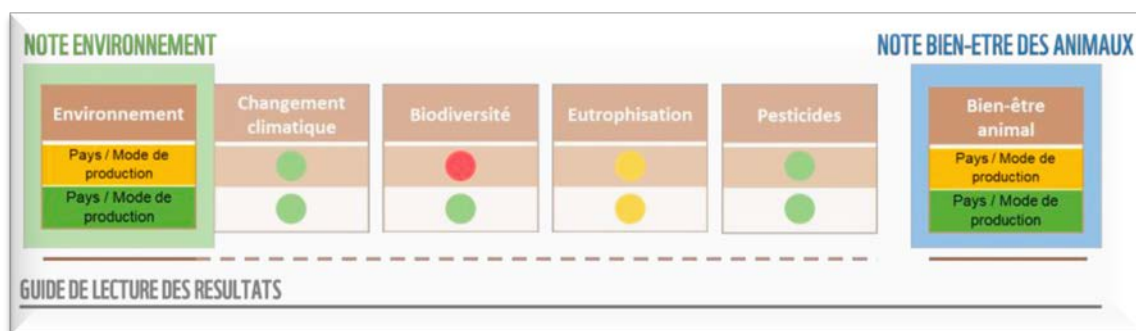 NOTE ENVIRONNEMENT
NOTE BIEN-ETRE DES ANIMAUX
Environnement
Changement
climatique
Biodiversité
Eutrophisation
Pesticides
Bien-être
animal
Pays / Mode de
production
Pays / Mode de
production
Pays / Mode de
production
Pays / Mode de
production
GUIDE DE LECTURE DES RESULTATS